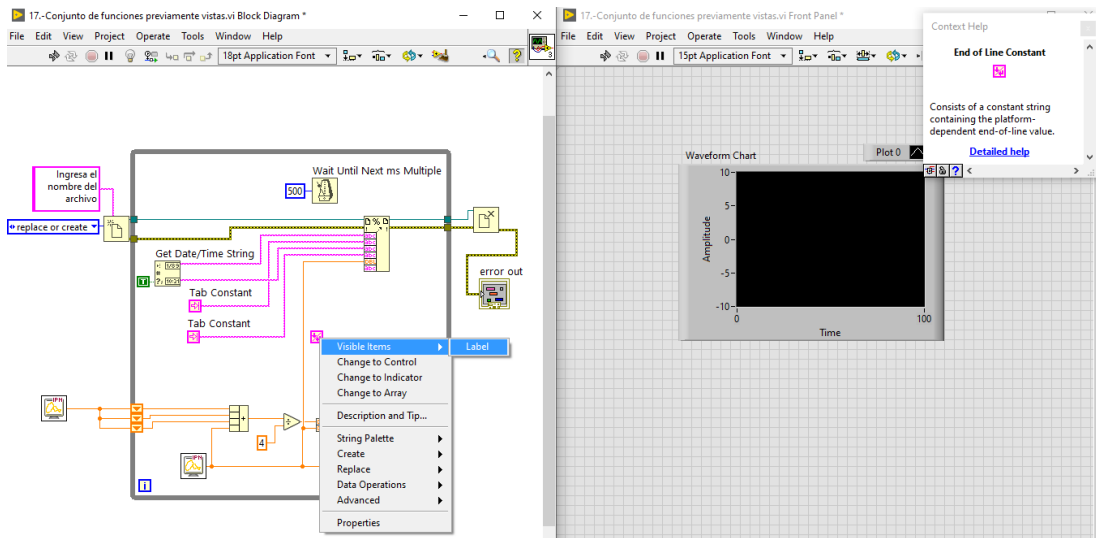 17.-Conjunto de funciones previamente vistas.vi Block Diagram *
File Edit View Project Operate Tools Window Help
18pt Application Font
3
Ingresa el
nombre del
archivo
replace or create
Wait Until Next ms Multiple
500
Get Date/Time String
T
Tab Constant
Tab Constant
error out
4
i
Visible Items
Label
Change to Control
Change to Indicator
Change to Array
Description and Tip...
String Palette
Create
Replace
Data Operations
Advanced
Properties
17.-Conjunto de funciones previamente vistas.vi Front Panel *
File Edit View Project Operate Tools Window Help
15pt Application Font
Waveform Chart
Plot 0
Amplitude
10
5
0
-5
-10
0
100
Time
Context Help
End of Line Constant
Consists of a constant string
containing the platform-
dependent end-of-line value.
Detailed help